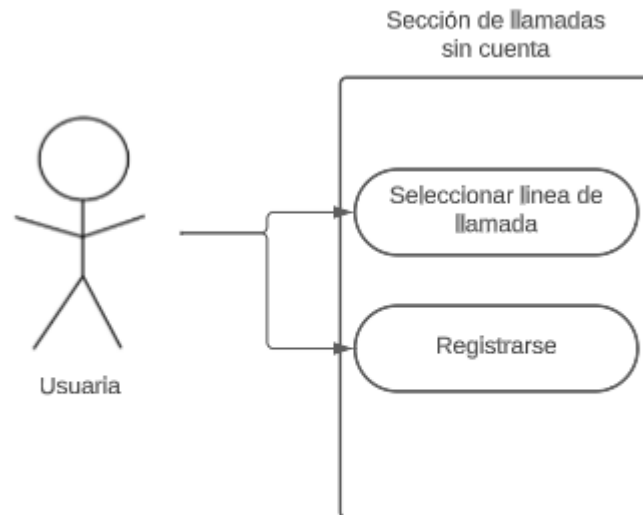 Sección de llamadas
sin cuenta
Seleccionar linea de
llamada
Registrarse
Usuaria